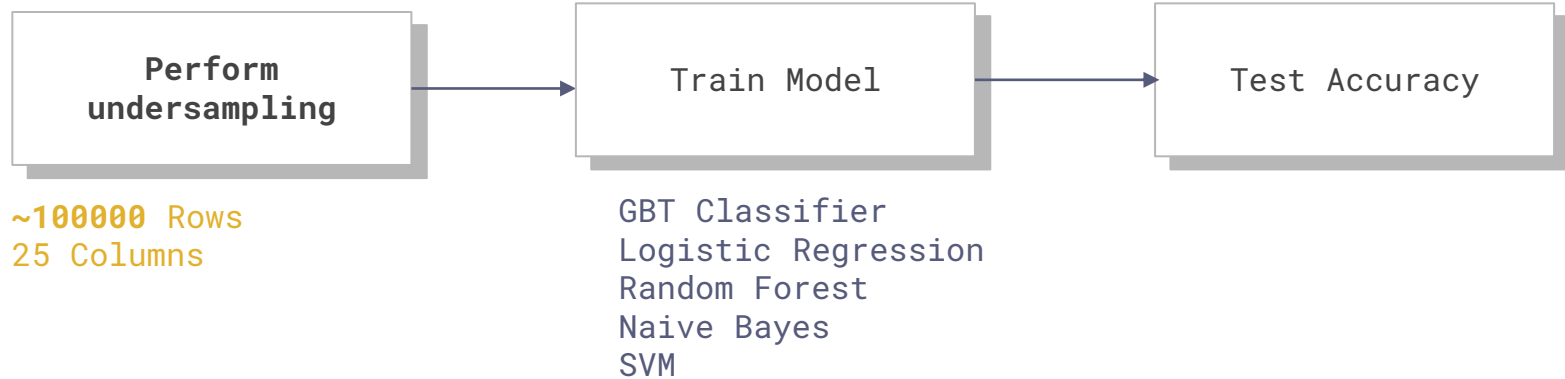 Perform
undersampling
Train Model
Test Accuracy
~100000 Rows
25 Columns
GBT Classifier
Logistic Regression
Random Forest
Naive Bayes
SVM